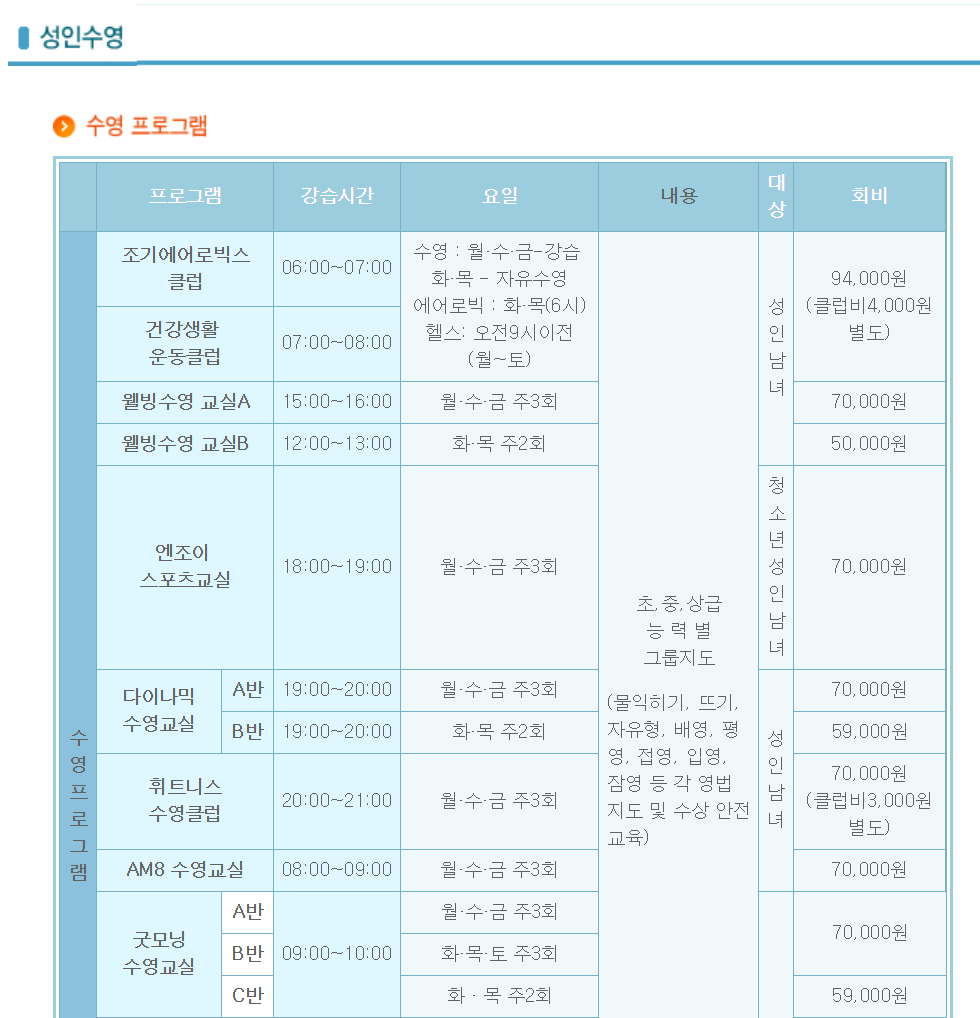 성인수영
수영 프로그램
프로그램 강습시간 요일 내용 대상 회비
수영프로그램
조기에어로빅스
클럽
06:00~07:00
수영 : 월·수·금-강습
화·목 - 자유수영
에어로빅 : 화·목(6시)
헬스: 오전9시이전
(월~토)
성인남녀
94,000원
(클럽비4,000원
별도)
건강생활
운동클럽
07:00~08:00
웰빙수영 교실A 15:00~16:00 월·수·금 주3회 70,000원
웰빙수영 교실B 12:00~13:00 화·목 주2회 50,000원
엔조이
스포츠교실
18:00~19:00 월·수·금 주3회
청소년성인남녀
70,000원
초,중,상급
능 력 별
그룹지도
(물익히기, 뜨기,
자유형, 배영, 평
영, 접영, 입영,
잠영 등 각 영법
지도 및 수상 안전
교육)
다이나믹
수영교실
A반 19:00~20:00 월·수·금 주3회 70,000원
B반 19:00~20:00 화·목 주2회 59,000원
성인남녀
휘트니스
수영클럽
20:00~21:00 월·수·금 주3회
70,000원
(클럽비3,000원
별도)
AM8 수영교실 08:00~09:00 월·수·금 주3회 70,000원
굿모닝
수영교실
A반 월·수·금 주3회
B반 09:00~10:00 화·목·토 주3회
70,000원
C반 화 · 목 주2회 59,000원